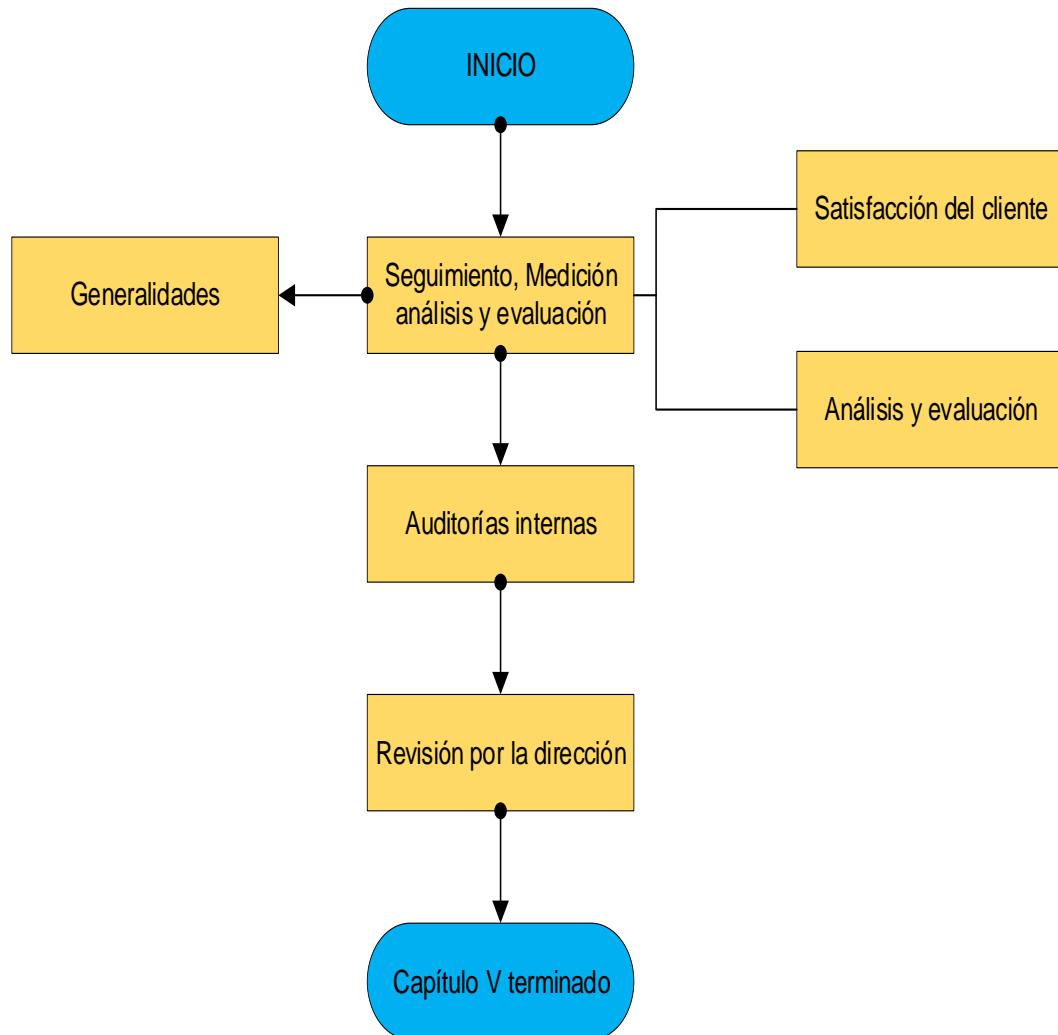 INICIO
Satisfacción del cliente
Generalidades
Seguimiento, Medición
análisis y evaluación
Análisis y evaluación
Auditorías internas
Revisión por la dirección
Capítulo V terminado